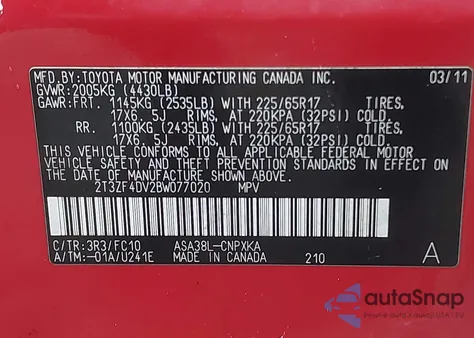 MFD.BY:TOYOTA MOTOR MANUFACTURING CANADA INC. 03/11
GVWR:2005KG (4430LB)
GAWR:FRT. 1145KG (2535LB) WITH 225/65R17 TIRES,
17X6. 5J RIMS, AT 220KPA (32PSI) COLD.
RR. 1100KG (2435LB) WITH 225/65R17 TIRES,
17X6. 5J RIMS, AT 220KPA (32PSI) COLD.
THIS VEHICLE CONFORMS TO ALL APPLICABLE FEDERAL MOTOR
VEHICLE SAFETY AND THEFT PREVENTION STANDARDS IN EFFECT
ON THE DATE OF MANUFACTURE SHOWN ABOVE.
2T3ZF4DV2BW077020 MPV
C/TR:3R3/FC10 ASA38L-CNPXKA
A/TM:-01A/U241E MADE IN CANADA 210 A
autoSnap